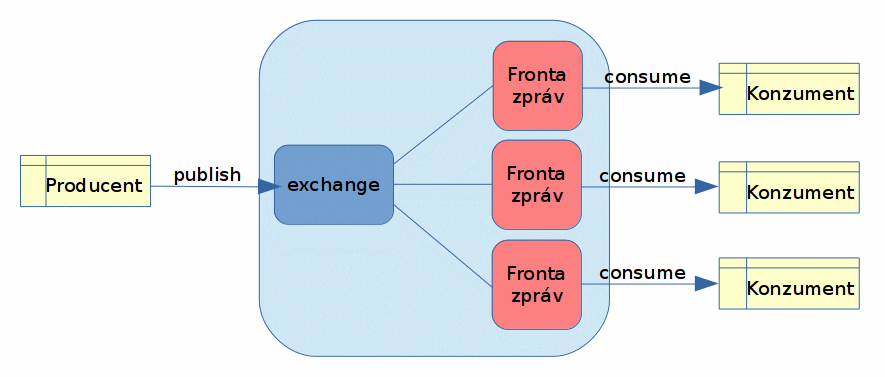 Producent
publish
exchange
Fronta
zpráv
consume
Konzument
Fronta
zpráv
consume
Konzument
Fronta
zpráv
consume
Konzument